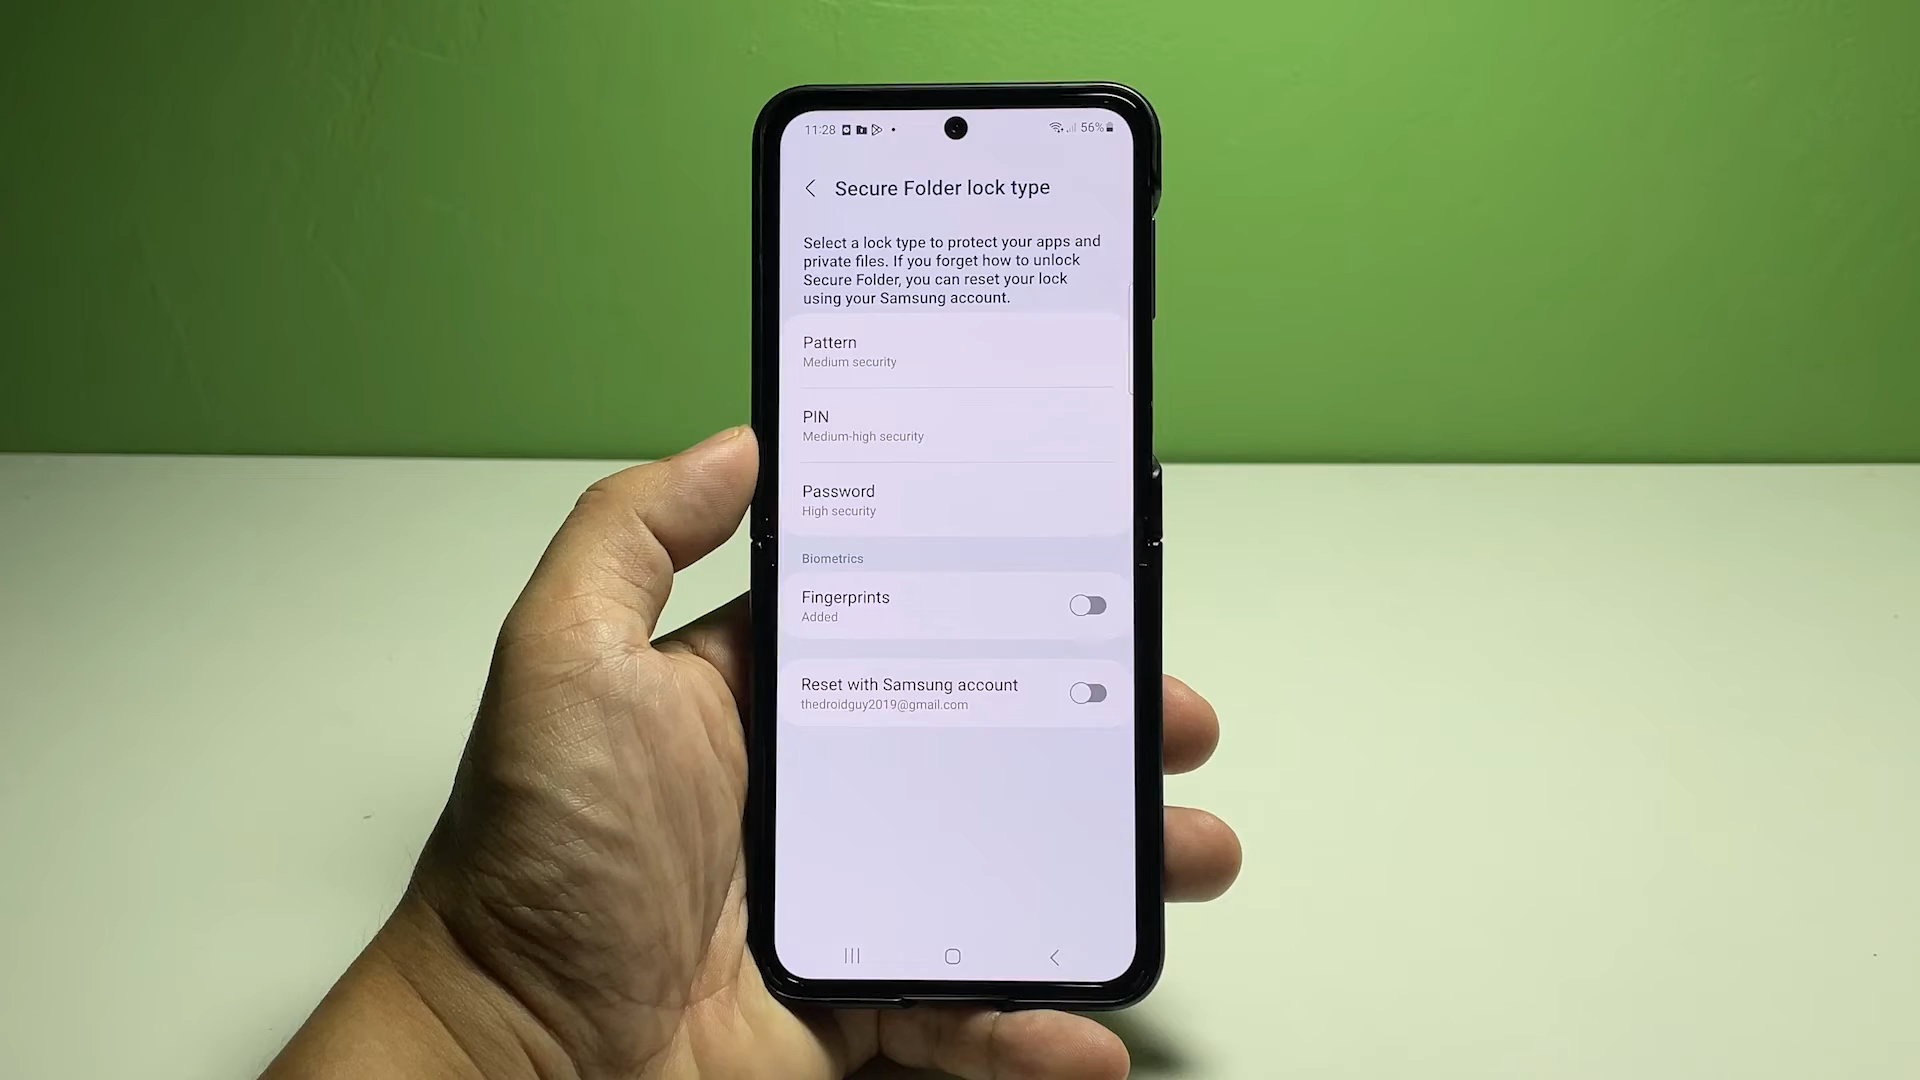 11:28
56%
Secure Folder lock type
Select a lock type to protect your apps and
private files. If you forget how to unlock
Secure Folder, you can reset your lock
using your Samsung account.
Pattern
Medium security
PIN
Medium-high security
Password
High security
Biometrics
Fingerprints
Added
Reset with Samsung account
thedroidguy2019@gmail.com